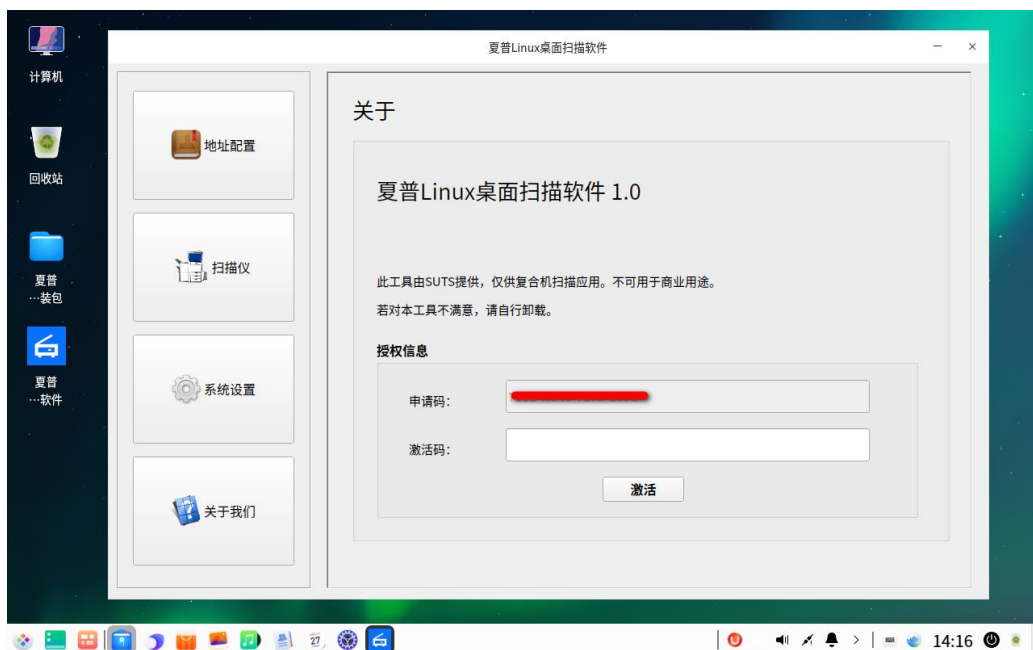 计算机
回收站
夏普
…装包
夏普
…软件
夏普Linux桌面扫描软件
地址配置
扫描仪
系统设置
关于我们
关于
夏普Linux桌面扫描软件 1.0
此工具由SUTS提供，仅供复合机扫描应用。不可用于商业用途。
若对本工具不满意，请自行卸载。
授权信息
申请码：
激活码：
激活
27
14:16